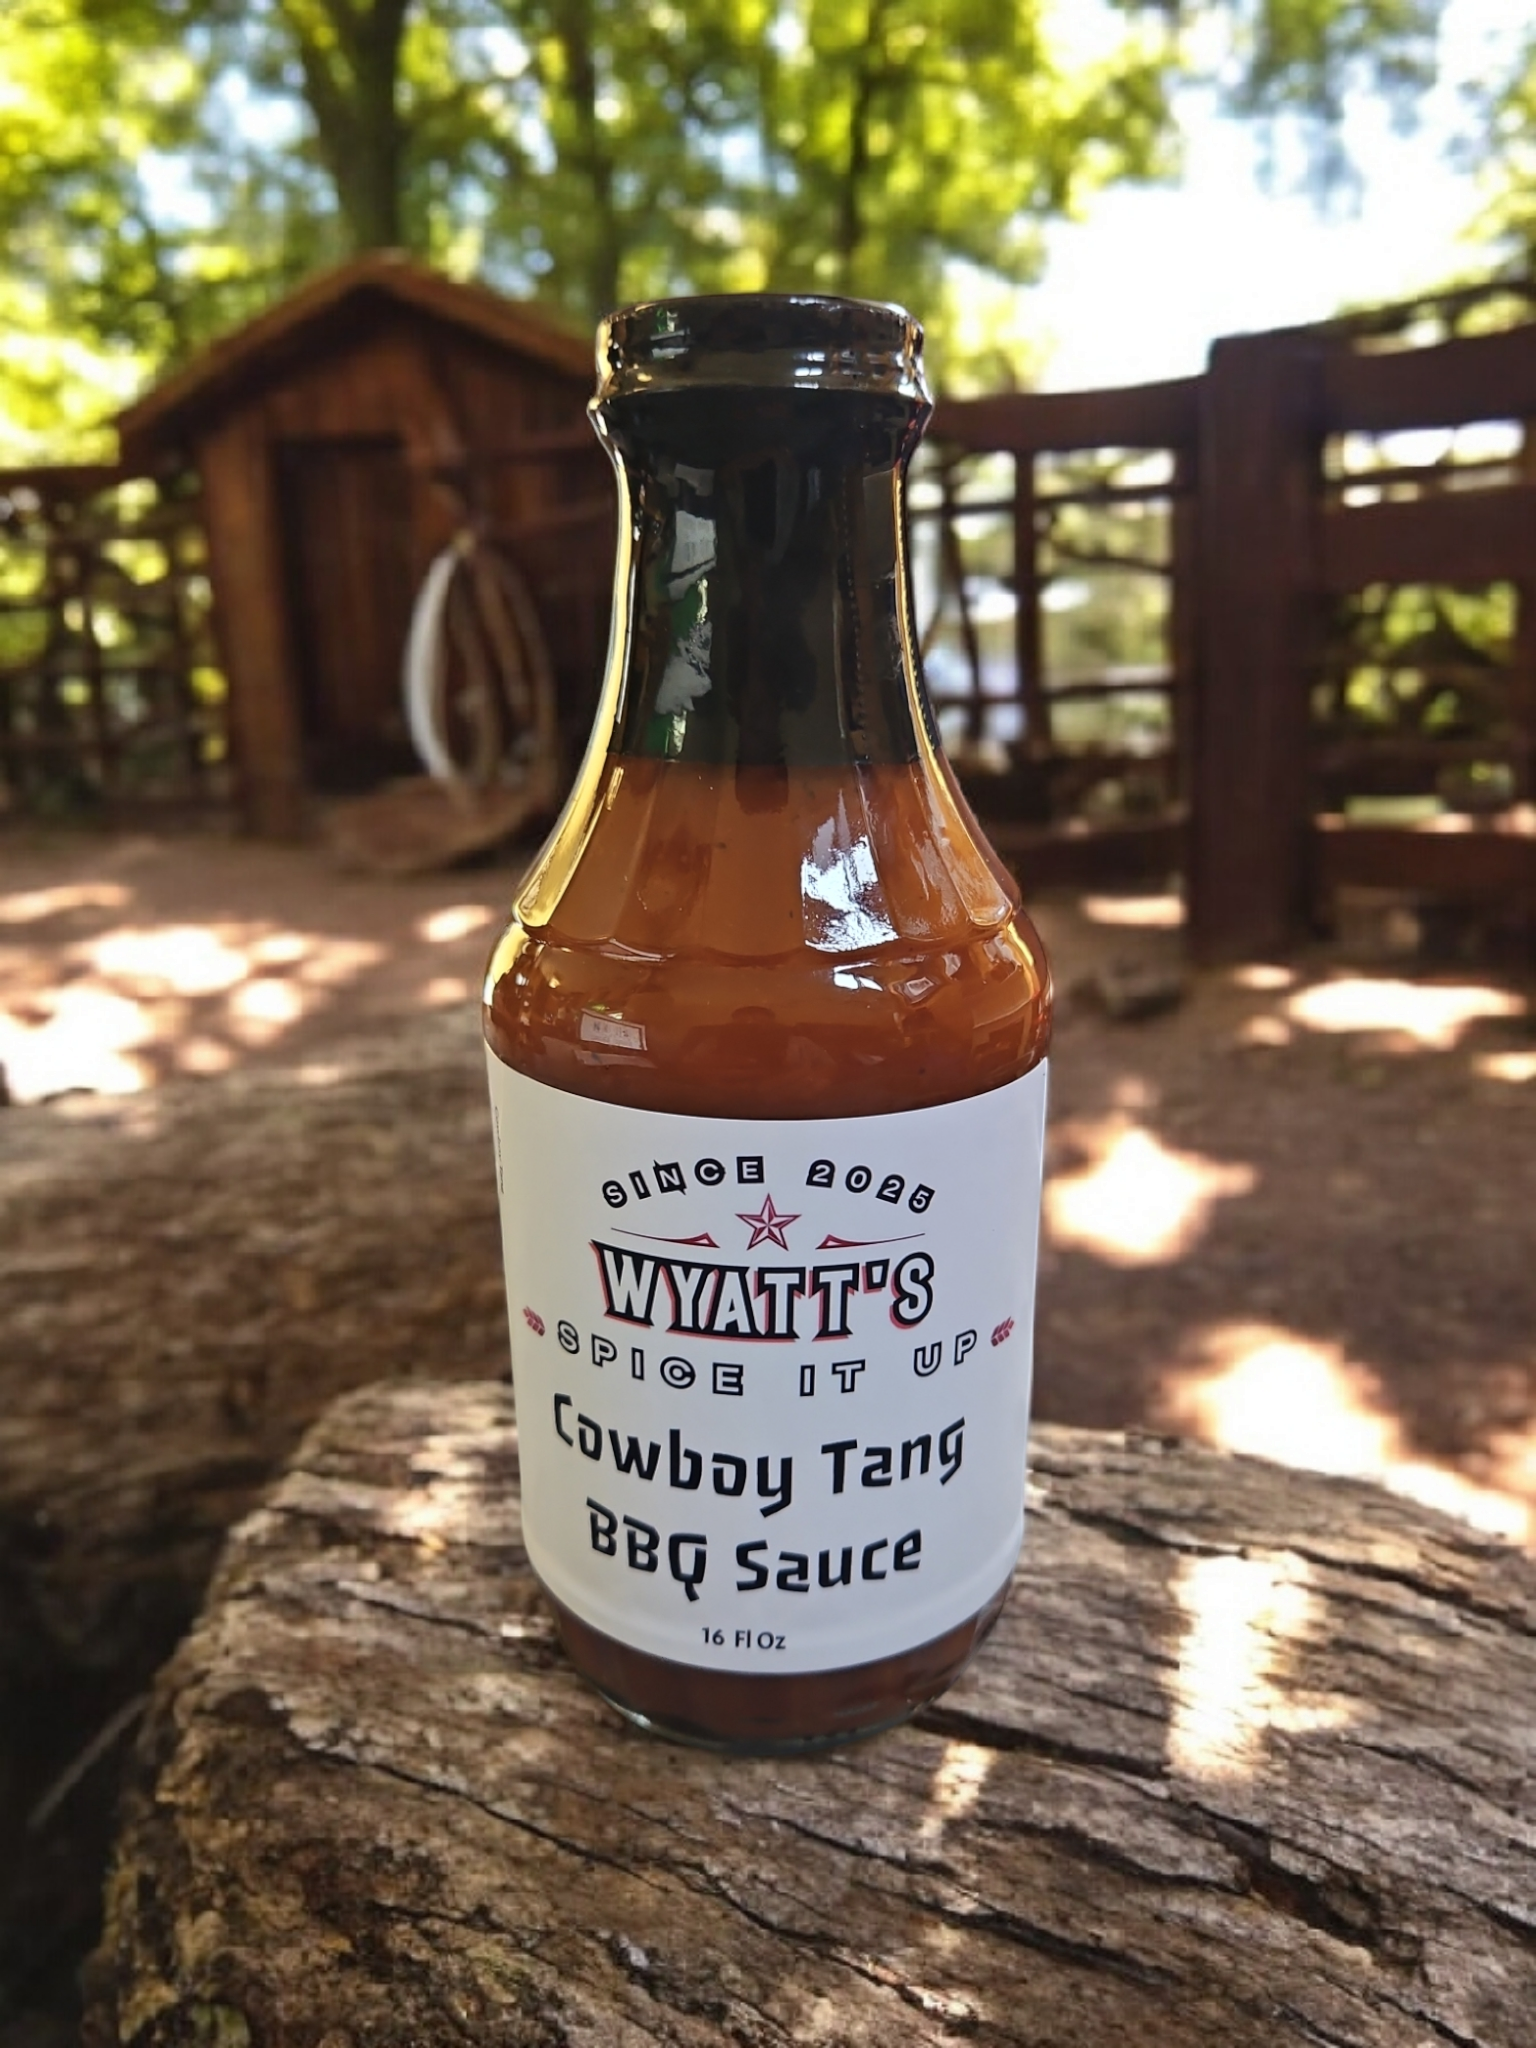 SINCE 2025
WYATT'S
SPICE IT UP
Cowboy Tang
BBQ Sauce
16 Fl Oz